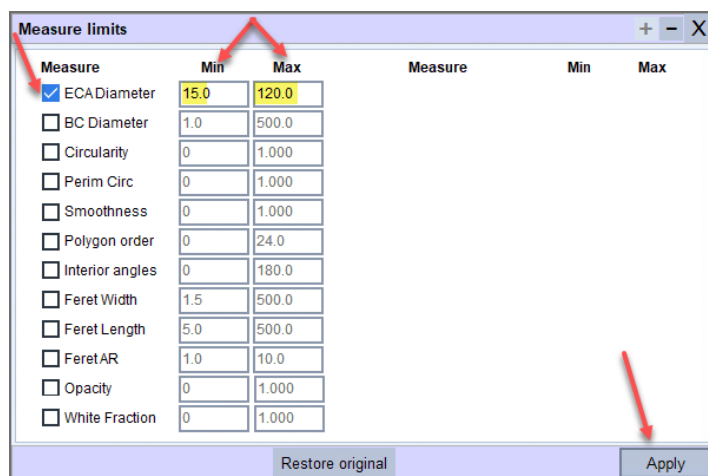 Measure limits + − X
Measure Min Max Measure Min Max
ECA Diameter 15.0 120.0
BC Diameter 1.0 500.0
Circularity 0 1.000
Perim Circ 0 1.000
Smoothness 0 1.000
Polygon order 0 24.0
Interior angles 0 180.0
Feret Width 1.5 500.0
Feret Length 5.0 500.0
Feret AR 1.0 10.0
Opacity 0 1.000
White Fraction 0 1.000
Restore original Apply